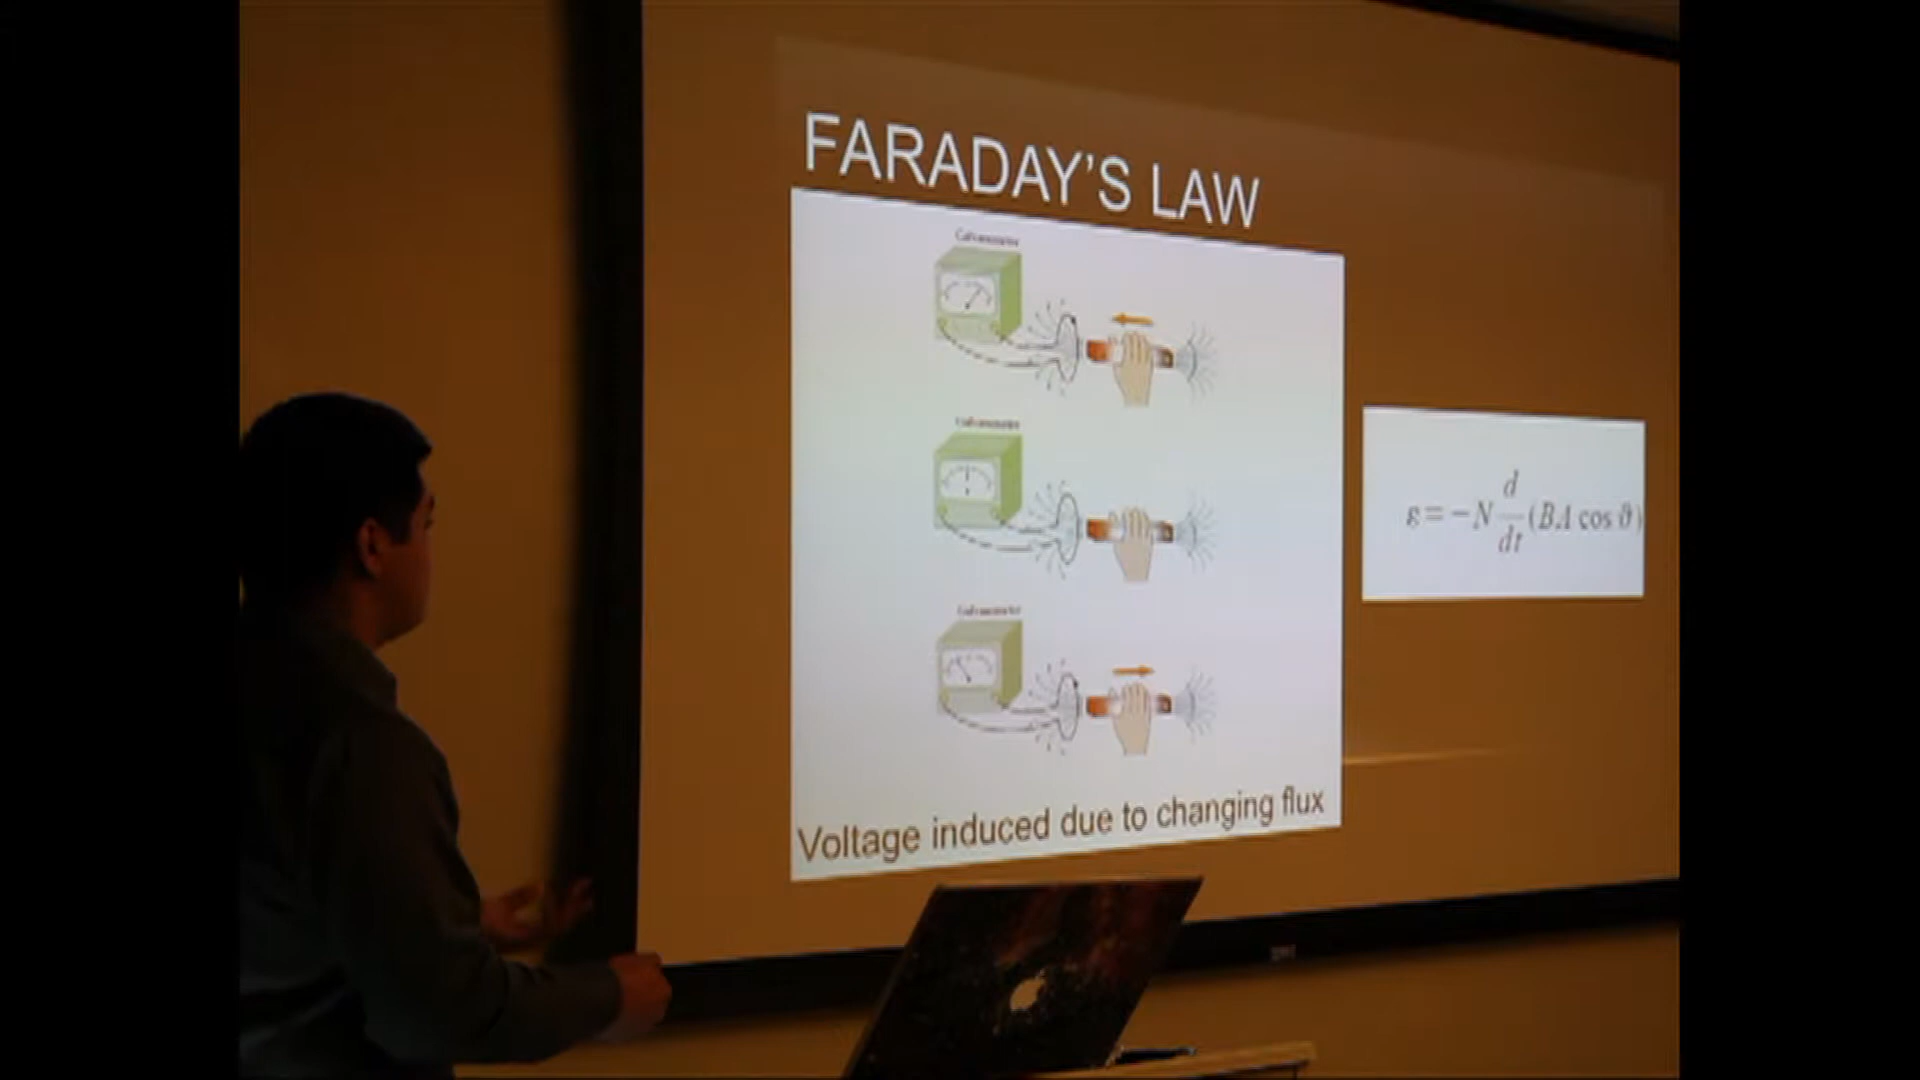 FARADAY'S LAW
Galvanometer
Galvanometer
Galvanometer
ε = −N d/dt (BA cos ϑ)
Voltage induced due to changing flux